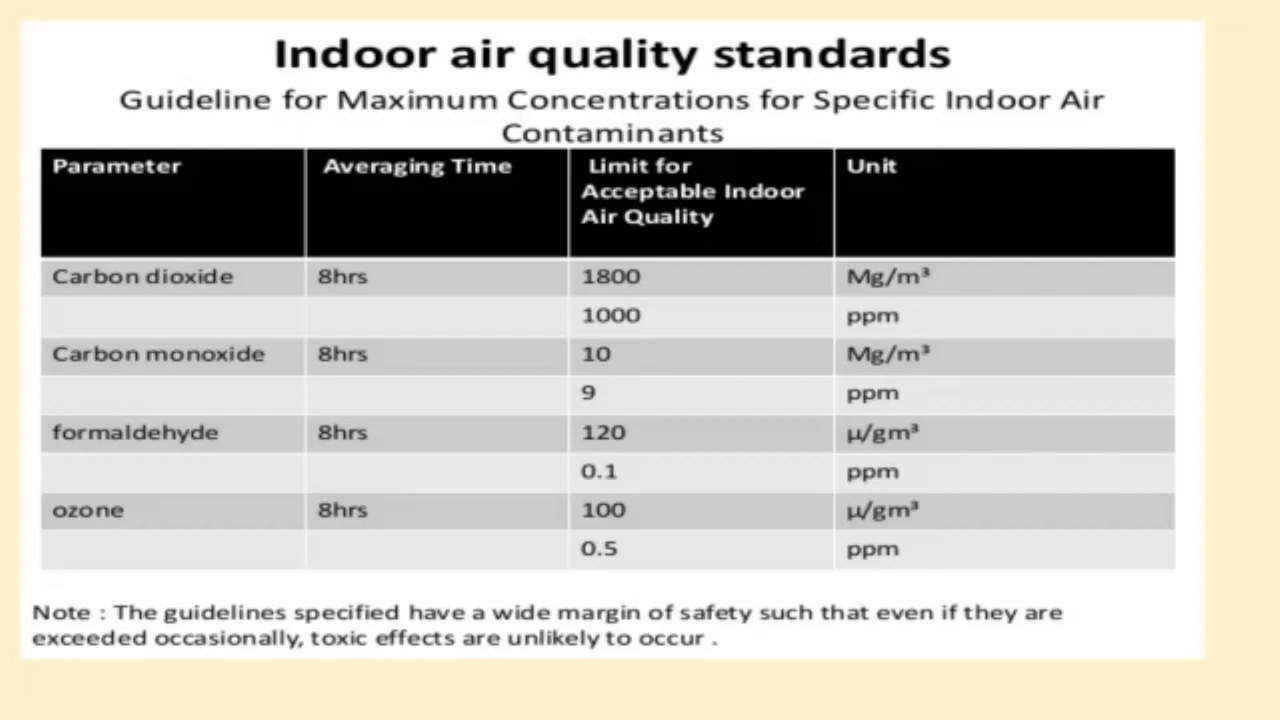 Indoor air quality standards
Guideline for Maximum Concentrations for Specific Indoor Air
Contaminants
Parameter Averaging Time Limit for Acceptable Indoor Air Quality Unit
Carbon dioxide 8hrs 1800 Mg/m³
1000 ppm
Carbon monoxide 8hrs 10 Mg/m³
9 ppm
formaldehyde 8hrs 120 µ/gm³
0.1 ppm
ozone 8hrs 100 µ/gm³
0.5 ppm
Note : The guidelines specified have a wide margin of safety such that even if they are
exceeded occasionally, toxic effects are unlikely to occur .